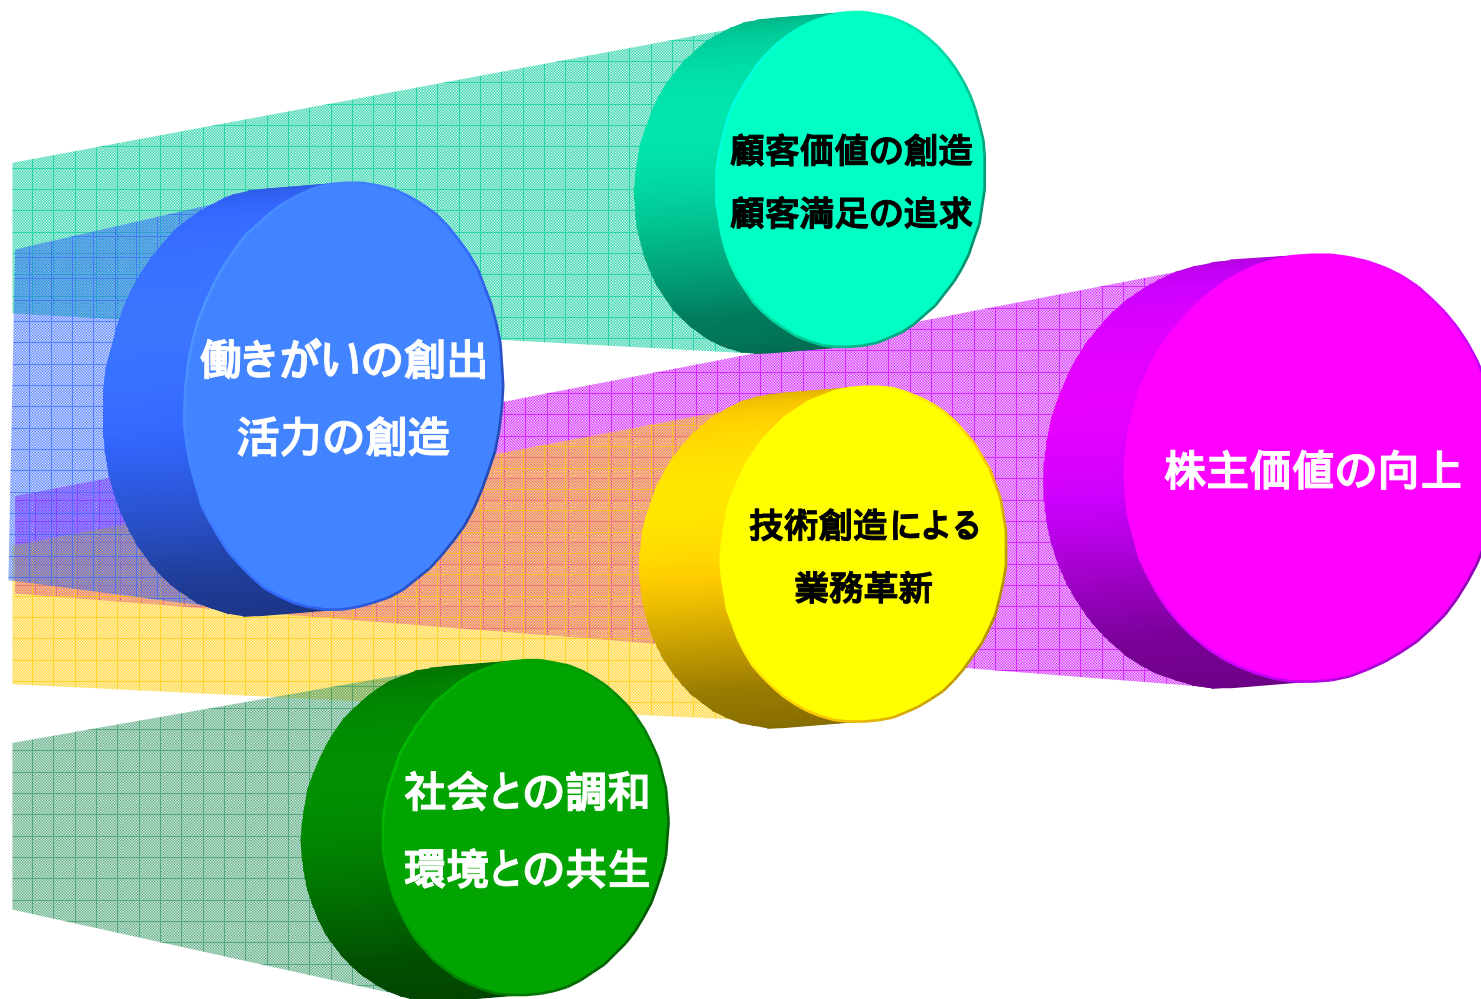 顧客価値の創造
顧客満足の追求
働きがいの創出
活力の創造
株主価値の向上
技術創造による
業務革新
社会との調和
環境との共生